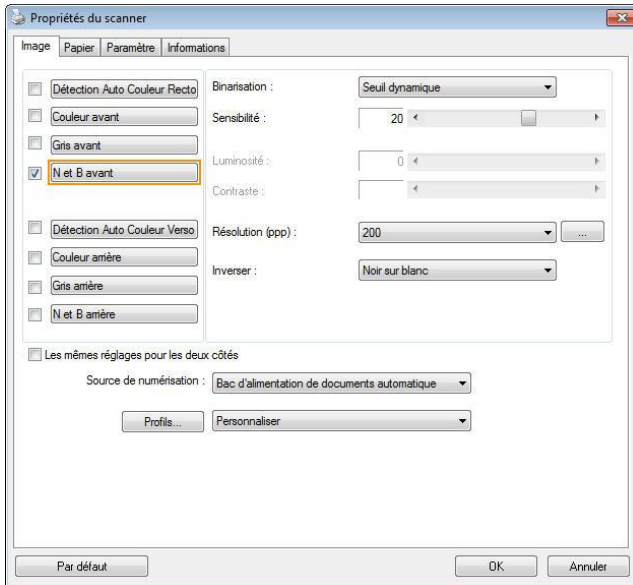 Propriétés du scanner
Image Papier Paramètre Informations
Détection Auto Couleur Recto
Couleur avant
Gris avant
N et B avant
Détection Auto Couleur Verso
Couleur arrière
Gris arrière
N et B arrière
Binarisation : Seuil dynamique
Sensibilité : 20
Luminosité : 0
Contraste :
Résolution (ppp) : 200 ...
Inverser : Noir sur blanc
Les mêmes réglages pour les deux côtés
Source de numérisation : Bac d'alimentation de documents automatique
Profils... Personnaliser
Par défaut OK Annuler